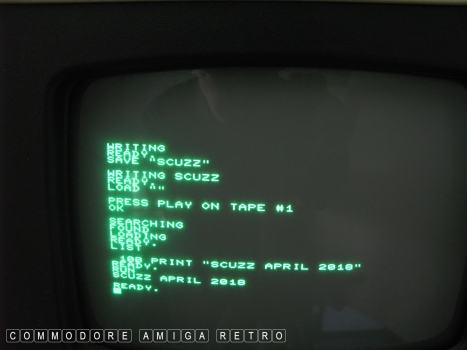 WRITING
READY.
SAVE "SCUZZ"
WRITING SCUZZ
READY.
LOAD ""
PRESS PLAY ON TAPE #1
OK
SEARCHING
FOUND
LOADING
READY.
LIST
100 PRINT "SCUZZ APRIL 2018"
READY.
RUN
SCUZZ APRIL 2018
READY.
COMMODORE AMIGA RETRO